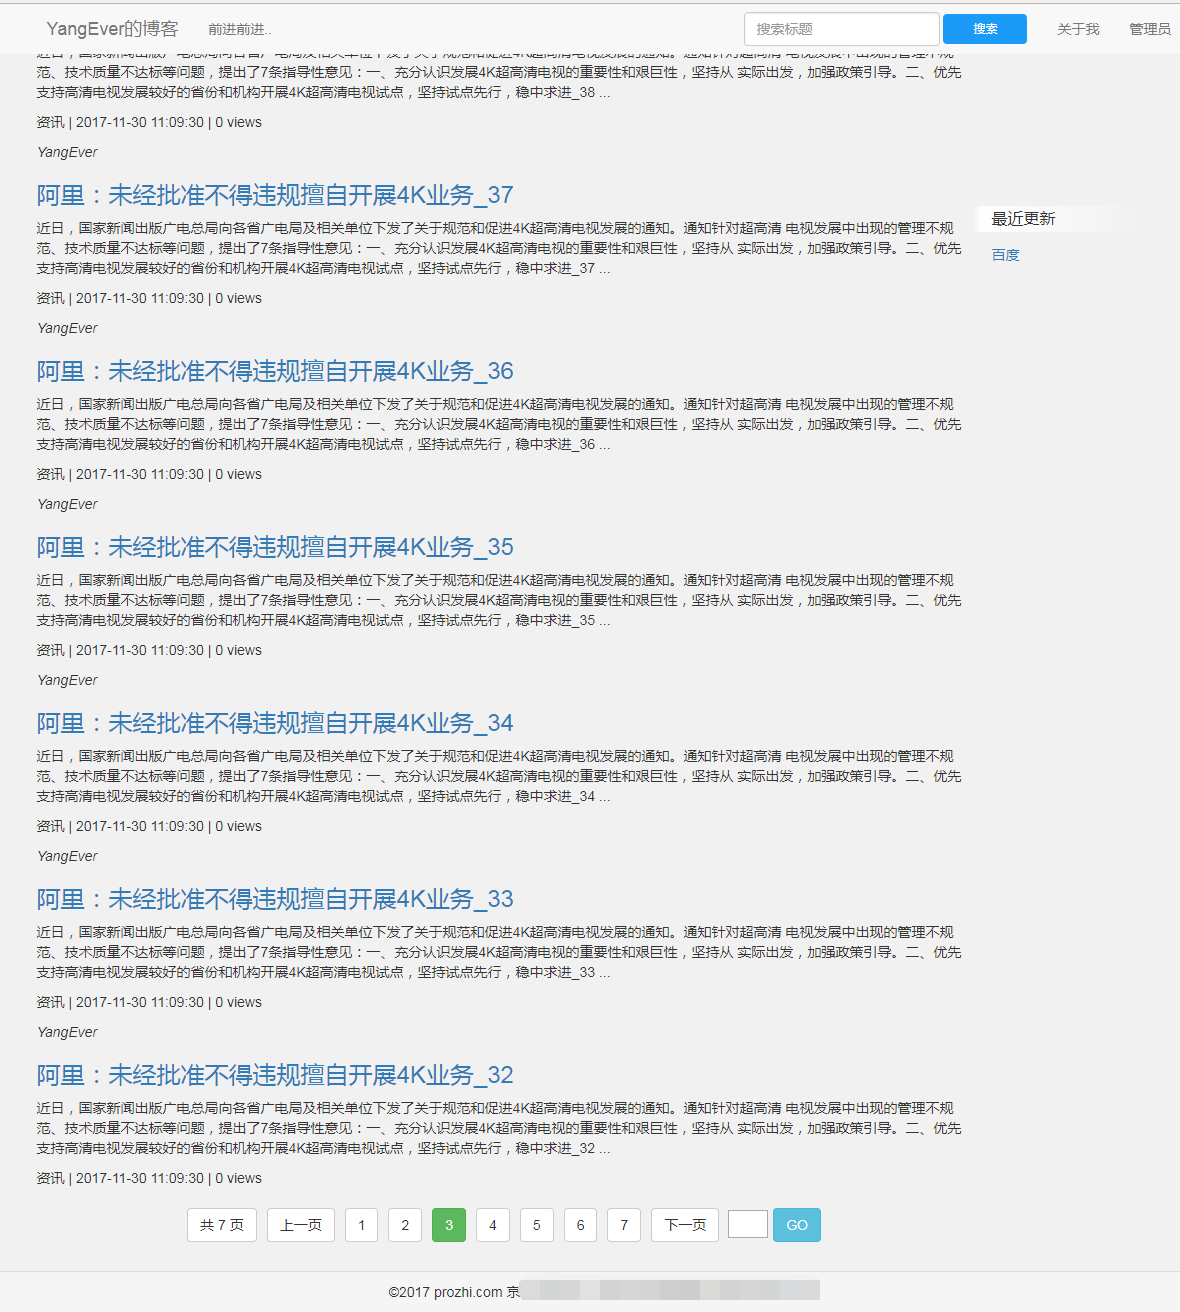 YangEver的博客 前进前进.. 搜索标题 搜索 关于我 管理员
近日，国家新闻出版广电总局向各省广电局及相关单位下发了关于规范和促进4K超高清电视发展的通知。通知针对超高清 电视发展中出现的管理不规
范、技术质量不达标等问题，提出了7条指导性意见：一、充分认识发展4K超高清电视的重要性和艰巨性，坚持从 实际出发，加强政策引导。二、优先
支持高清电视发展较好的省份和机构开展4K超高清电视试点，坚持试点先行，稳中求进_38 ...
资讯 | 2017-11-30 11:09:30 | 0 views
YangEver
阿里：未经批准不得违规擅自开展4K业务_37
近日，国家新闻出版广电总局向各省广电局及相关单位下发了关于规范和促进4K超高清电视发展的通知。通知针对超高清 电视发展中出现的管理不规
范、技术质量不达标等问题，提出了7条指导性意见：一、充分认识发展4K超高清电视的重要性和艰巨性，坚持从 实际出发，加强政策引导。二、优先
支持高清电视发展较好的省份和机构开展4K超高清电视试点，坚持试点先行，稳中求进_37 ...
资讯 | 2017-11-30 11:09:30 | 0 views
YangEver
阿里：未经批准不得违规擅自开展4K业务_36
近日，国家新闻出版广电总局向各省广电局及相关单位下发了关于规范和促进4K超高清电视发展的通知。通知针对超高清 电视发展中出现的管理不规
范、技术质量不达标等问题，提出了7条指导性意见：一、充分认识发展4K超高清电视的重要性和艰巨性，坚持从 实际出发，加强政策引导。二、优先
支持高清电视发展较好的省份和机构开展4K超高清电视试点，坚持试点先行，稳中求进_36 ...
资讯 | 2017-11-30 11:09:30 | 0 views
YangEver
阿里：未经批准不得违规擅自开展4K业务_35
近日，国家新闻出版广电总局向各省广电局及相关单位下发了关于规范和促进4K超高清电视发展的通知。通知针对超高清 电视发展中出现的管理不规
范、技术质量不达标等问题，提出了7条指导性意见：一、充分认识发展4K超高清电视的重要性和艰巨性，坚持从 实际出发，加强政策引导。二、优先
支持高清电视发展较好的省份和机构开展4K超高清电视试点，坚持试点先行，稳中求进_35 ...
资讯 | 2017-11-30 11:09:30 | 0 views
YangEver
阿里：未经批准不得违规擅自开展4K业务_34
近日，国家新闻出版广电总局向各省广电局及相关单位下发了关于规范和促进4K超高清电视发展的通知。通知针对超高清 电视发展中出现的管理不规
范、技术质量不达标等问题，提出了7条指导性意见：一、充分认识发展4K超高清电视的重要性和艰巨性，坚持从 实际出发，加强政策引导。二、优先
支持高清电视发展较好的省份和机构开展4K超高清电视试点，坚持试点先行，稳中求进_34 ...
资讯 | 2017-11-30 11:09:30 | 0 views
YangEver
阿里：未经批准不得违规擅自开展4K业务_33
近日，国家新闻出版广电总局向各省广电局及相关单位下发了关于规范和促进4K超高清电视发展的通知。通知针对超高清 电视发展中出现的管理不规
范、技术质量不达标等问题，提出了7条指导性意见：一、充分认识发展4K超高清电视的重要性和艰巨性，坚持从 实际出发，加强政策引导。二、优先
支持高清电视发展较好的省份和机构开展4K超高清电视试点，坚持试点先行，稳中求进_33 ...
资讯 | 2017-11-30 11:09:30 | 0 views
YangEver
阿里：未经批准不得违规擅自开展4K业务_32
近日，国家新闻出版广电总局向各省广电局及相关单位下发了关于规范和促进4K超高清电视发展的通知。通知针对超高清 电视发展中出现的管理不规
范、技术质量不达标等问题，提出了7条指导性意见：一、充分认识发展4K超高清电视的重要性和艰巨性，坚持从 实际出发，加强政策引导。二、优先
支持高清电视发展较好的省份和机构开展4K超高清电视试点，坚持试点先行，稳中求进_32 ...
资讯 | 2017-11-30 11:09:30 | 0 views
最近更新
百度
共 7 页 上一页 1 2 3 4 5 6 7 下一页 GO
©2017 prozhi.com 京